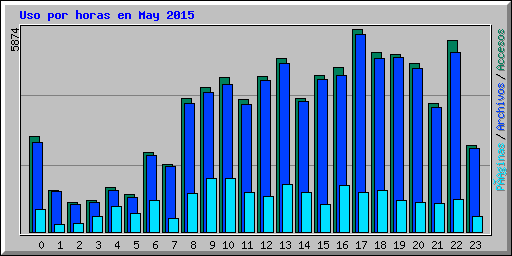 Uso por horas en May 2015
5874
Páginas / Archivos / Accesos
0 1 2 3 4 5 6 7 8 9 10 11 12 13 14 15 16 17 18 19 20 21 22 23